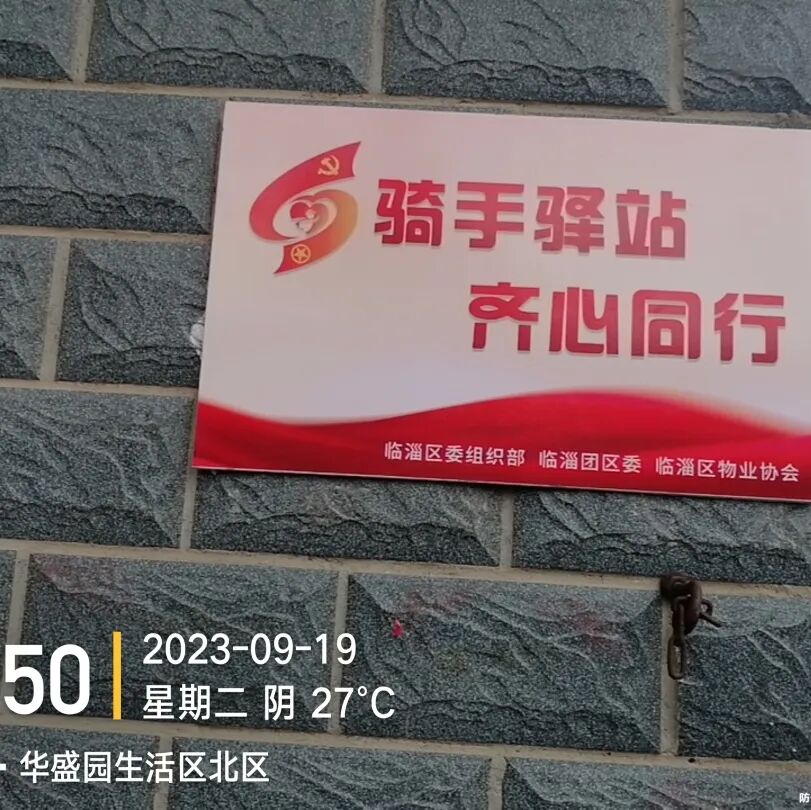 骑手驿站
齐心同行
临淄区委组织部 临淄团区委 临淄区物业协会
50
2023-09-19
星期二 阴 27°C
华盛园生活区北区
防